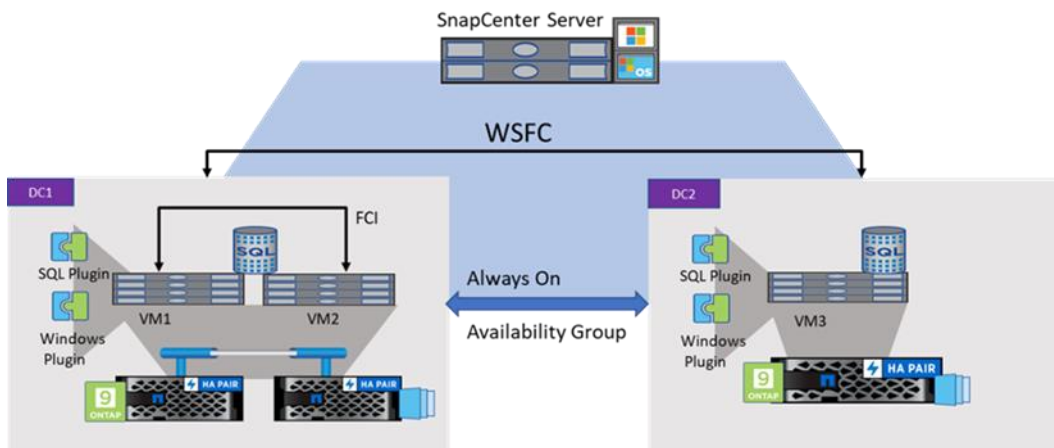 SnapCenter Server
OS
WSFC
DC1
DC2
FCI
SQL
SQL
SQL Plugin
SQL Plugin
Always On
VM1
VM2
VM3
Windows
Plugin
Availability Group
Windows
Plugin
HA PAIR
HA PAIR
HA PAIR
9
ONTAP
9
ONTAP